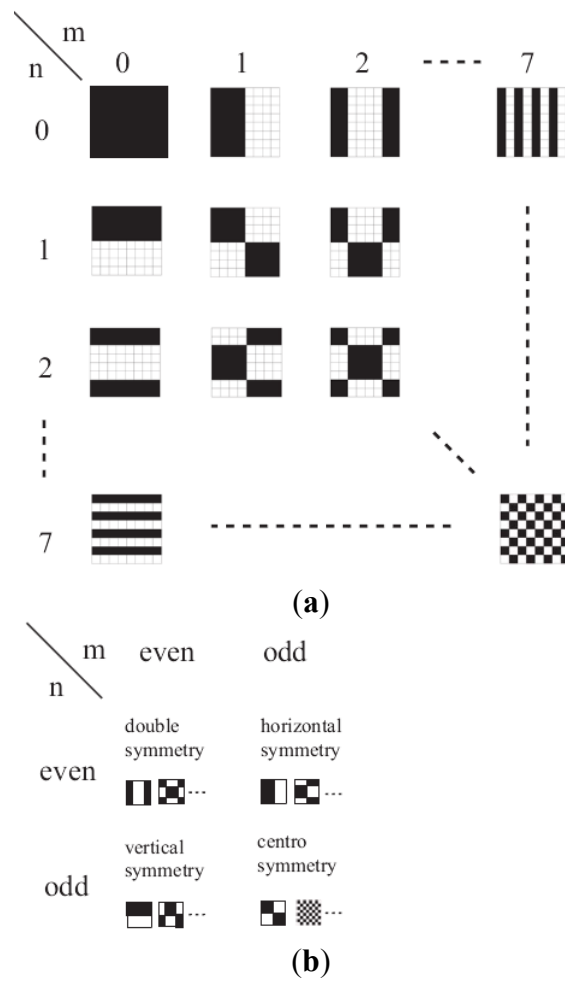 m
n
0 1 2 7
0
1
2
7
(a)
m even odd
n
double horizontal
symmetry symmetry
even
vertical centro
symmetry symmetry
odd
(b)